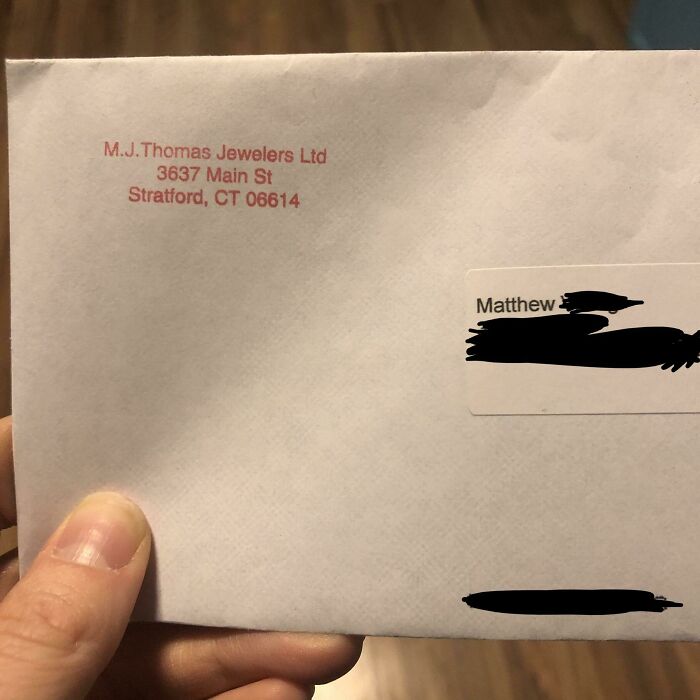 M.J.Thomas Jewelers Ltd
3637 Main St
Stratford, CT 06614
Matthew